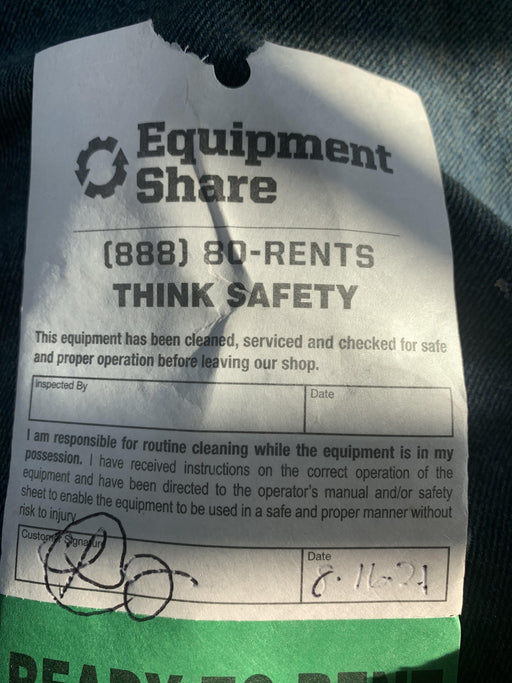 Equipment
Share
(888) 80-RENTS
THINK SAFETY
This equipment has been cleaned, serviced and checked for safe
and proper operation before leaving our shop.
Inspected By
Date
I am responsible for routine cleaning while the equipment is in my
possession. I have received instructions on the correct operation of the
equipment and have been directed to the operator's manual and/or safety
sheet to enable the equipment to be used in a safe and proper manner without
risk to injury.
Customer Signature
Date
8-16-21
READY TO RENT